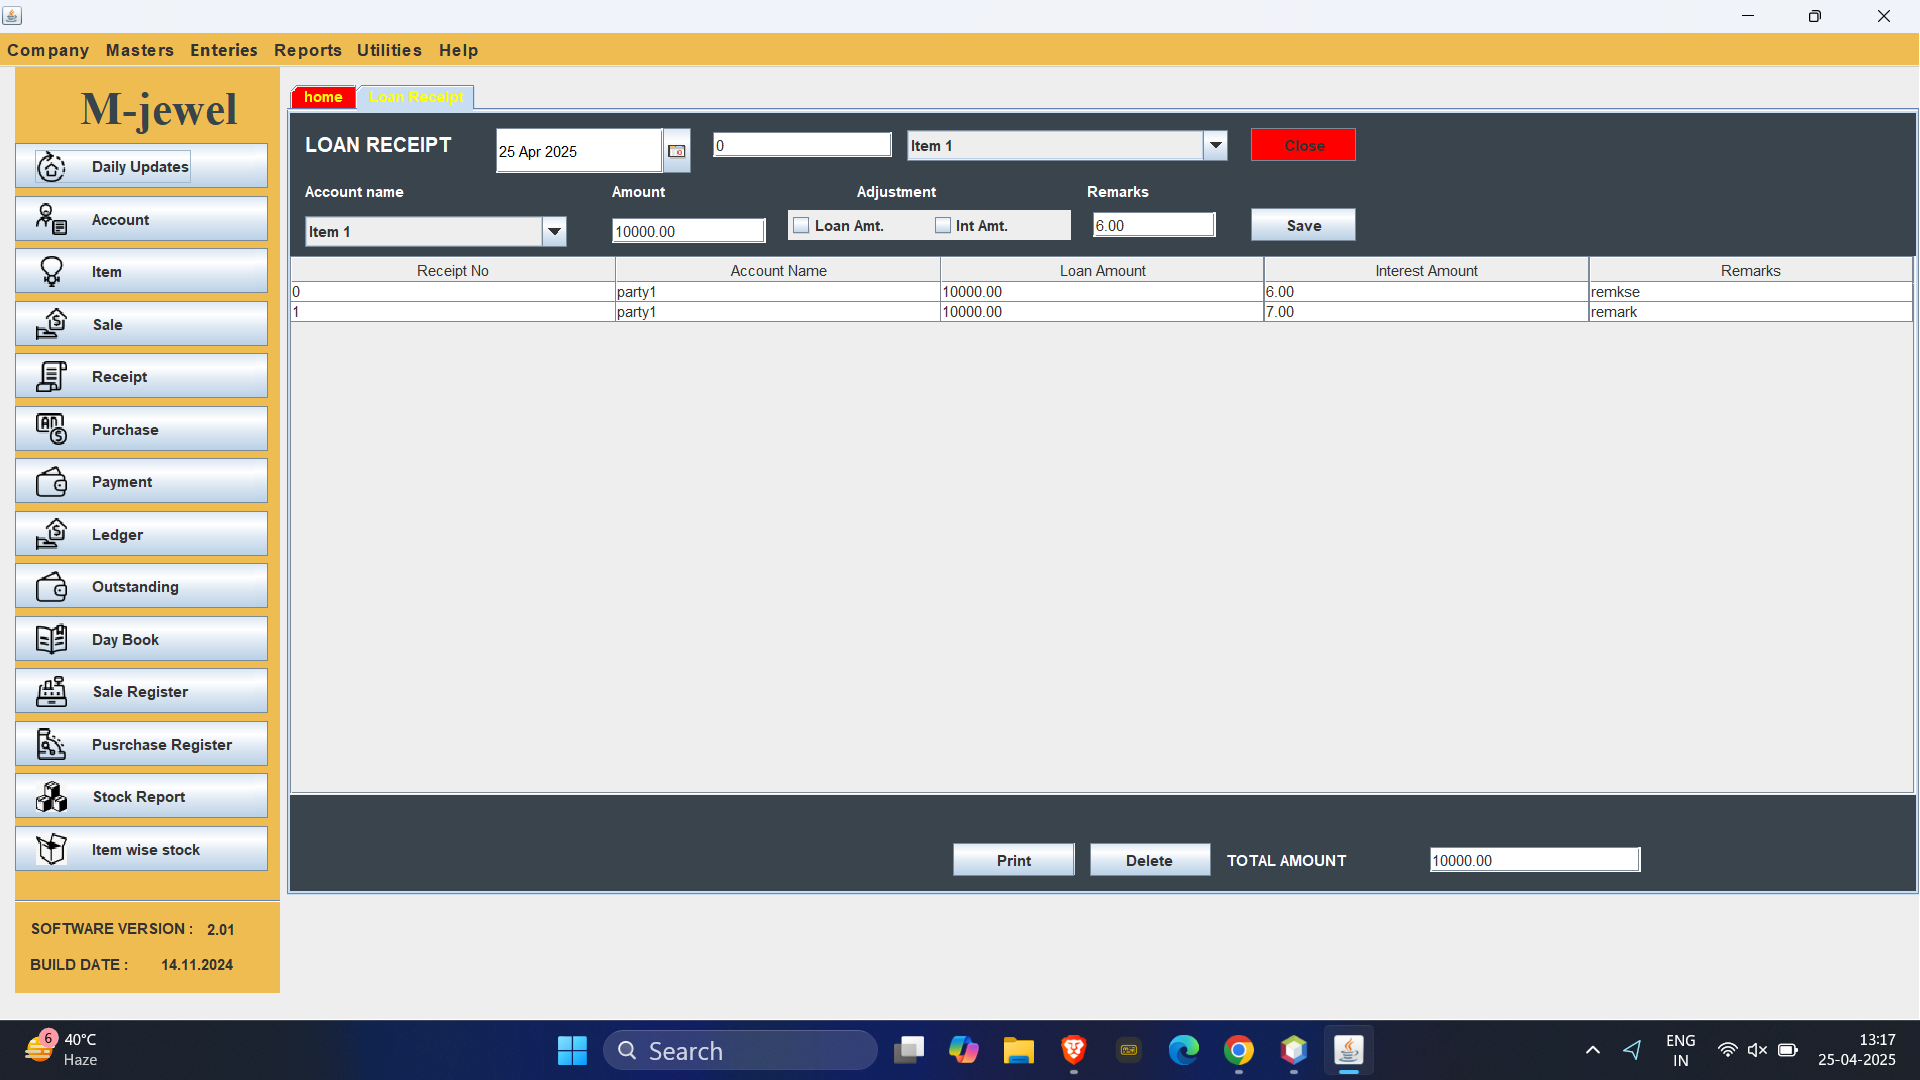 Company Masters Enteries Reports Utilities Help
M-jewel
Daily Updates
Account
Item
Sale
Receipt
Purchase
Payment
Ledger
Outstanding
Day Book
Sale Register
Pusrchase Register
Stock Report
Item wise stock
SOFTWARE VERSION : 2.01
BUILD DATE : 14.11.2024
home Loan Receipt
LOAN RECEIPT 25 Apr 2025 0 Item 1 Close
Account name Amount Adjustment Remarks
Item 1 10000.00 Loan Amt. Int Amt. 6.00 Save
Receipt No Account Name Loan Amount Interest Amount Remarks
0 party1 10000.00 6.00 remkse
1 party1 10000.00 7.00 remark
Print Delete TOTAL AMOUNT 10000.00
6 40°C
Haze
Search
ENG
IN
13:17
25-04-2025